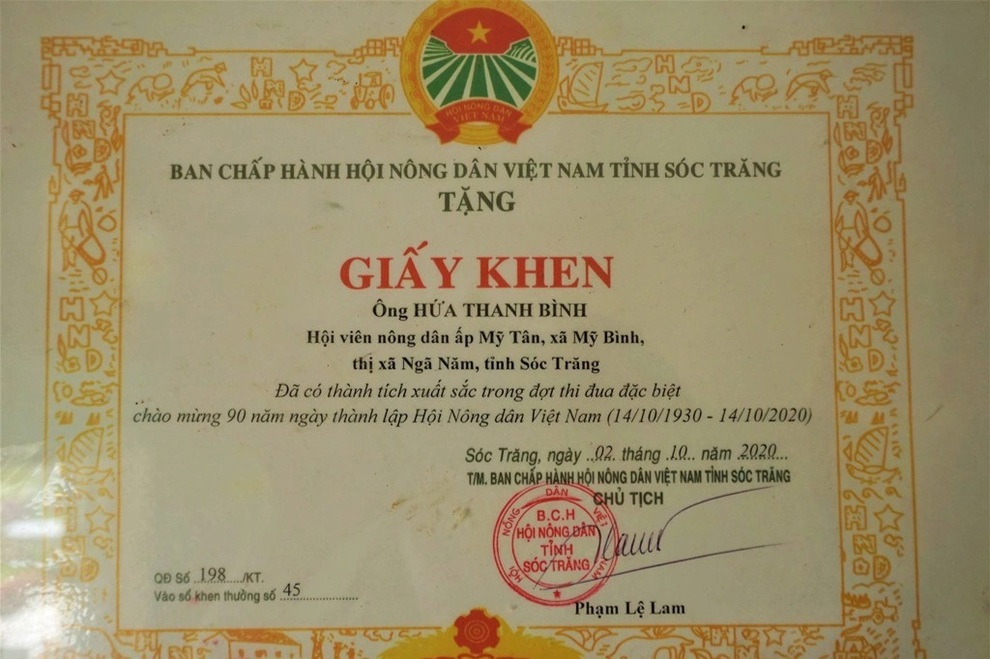 HỘI NÔNG DÂN
VIỆT NAM
BAN CHẤP HÀNH HỘI NÔNG DÂN VIỆT NAM TỈNH SÓC TRĂNG
TẶNG
GIẤY KHEN
Ông HỨA THANH BÌNH
Hội viên nông dân ấp Mỹ Tân, xã Mỹ Bình,
thị xã Ngã Năm, tỉnh Sóc Trăng
Đã có thành tích xuất sắc trong đợt thi đua đặc biệt
chào mừng 90 năm ngày thành lập Hội Nông dân Việt Nam (14/10/1930 - 14/10/2020)
Sóc Trăng, ngày ..02. tháng .10.. năm .2020...
T/M. BAN CHẤP HÀNH HỘI NÔNG DÂN VIỆT NAM TỈNH SÓC TRĂNG
CHỦ TỊCH
HỘI NÔNG DÂN VIỆT NAM
B.C.H
HỘI NÔNG DÂN
TỈNH
SÓC TRĂNG
QĐ Số ..198..../KT.
Vào sổ khen thưởng số ..45..............
Phạm Lệ Lam